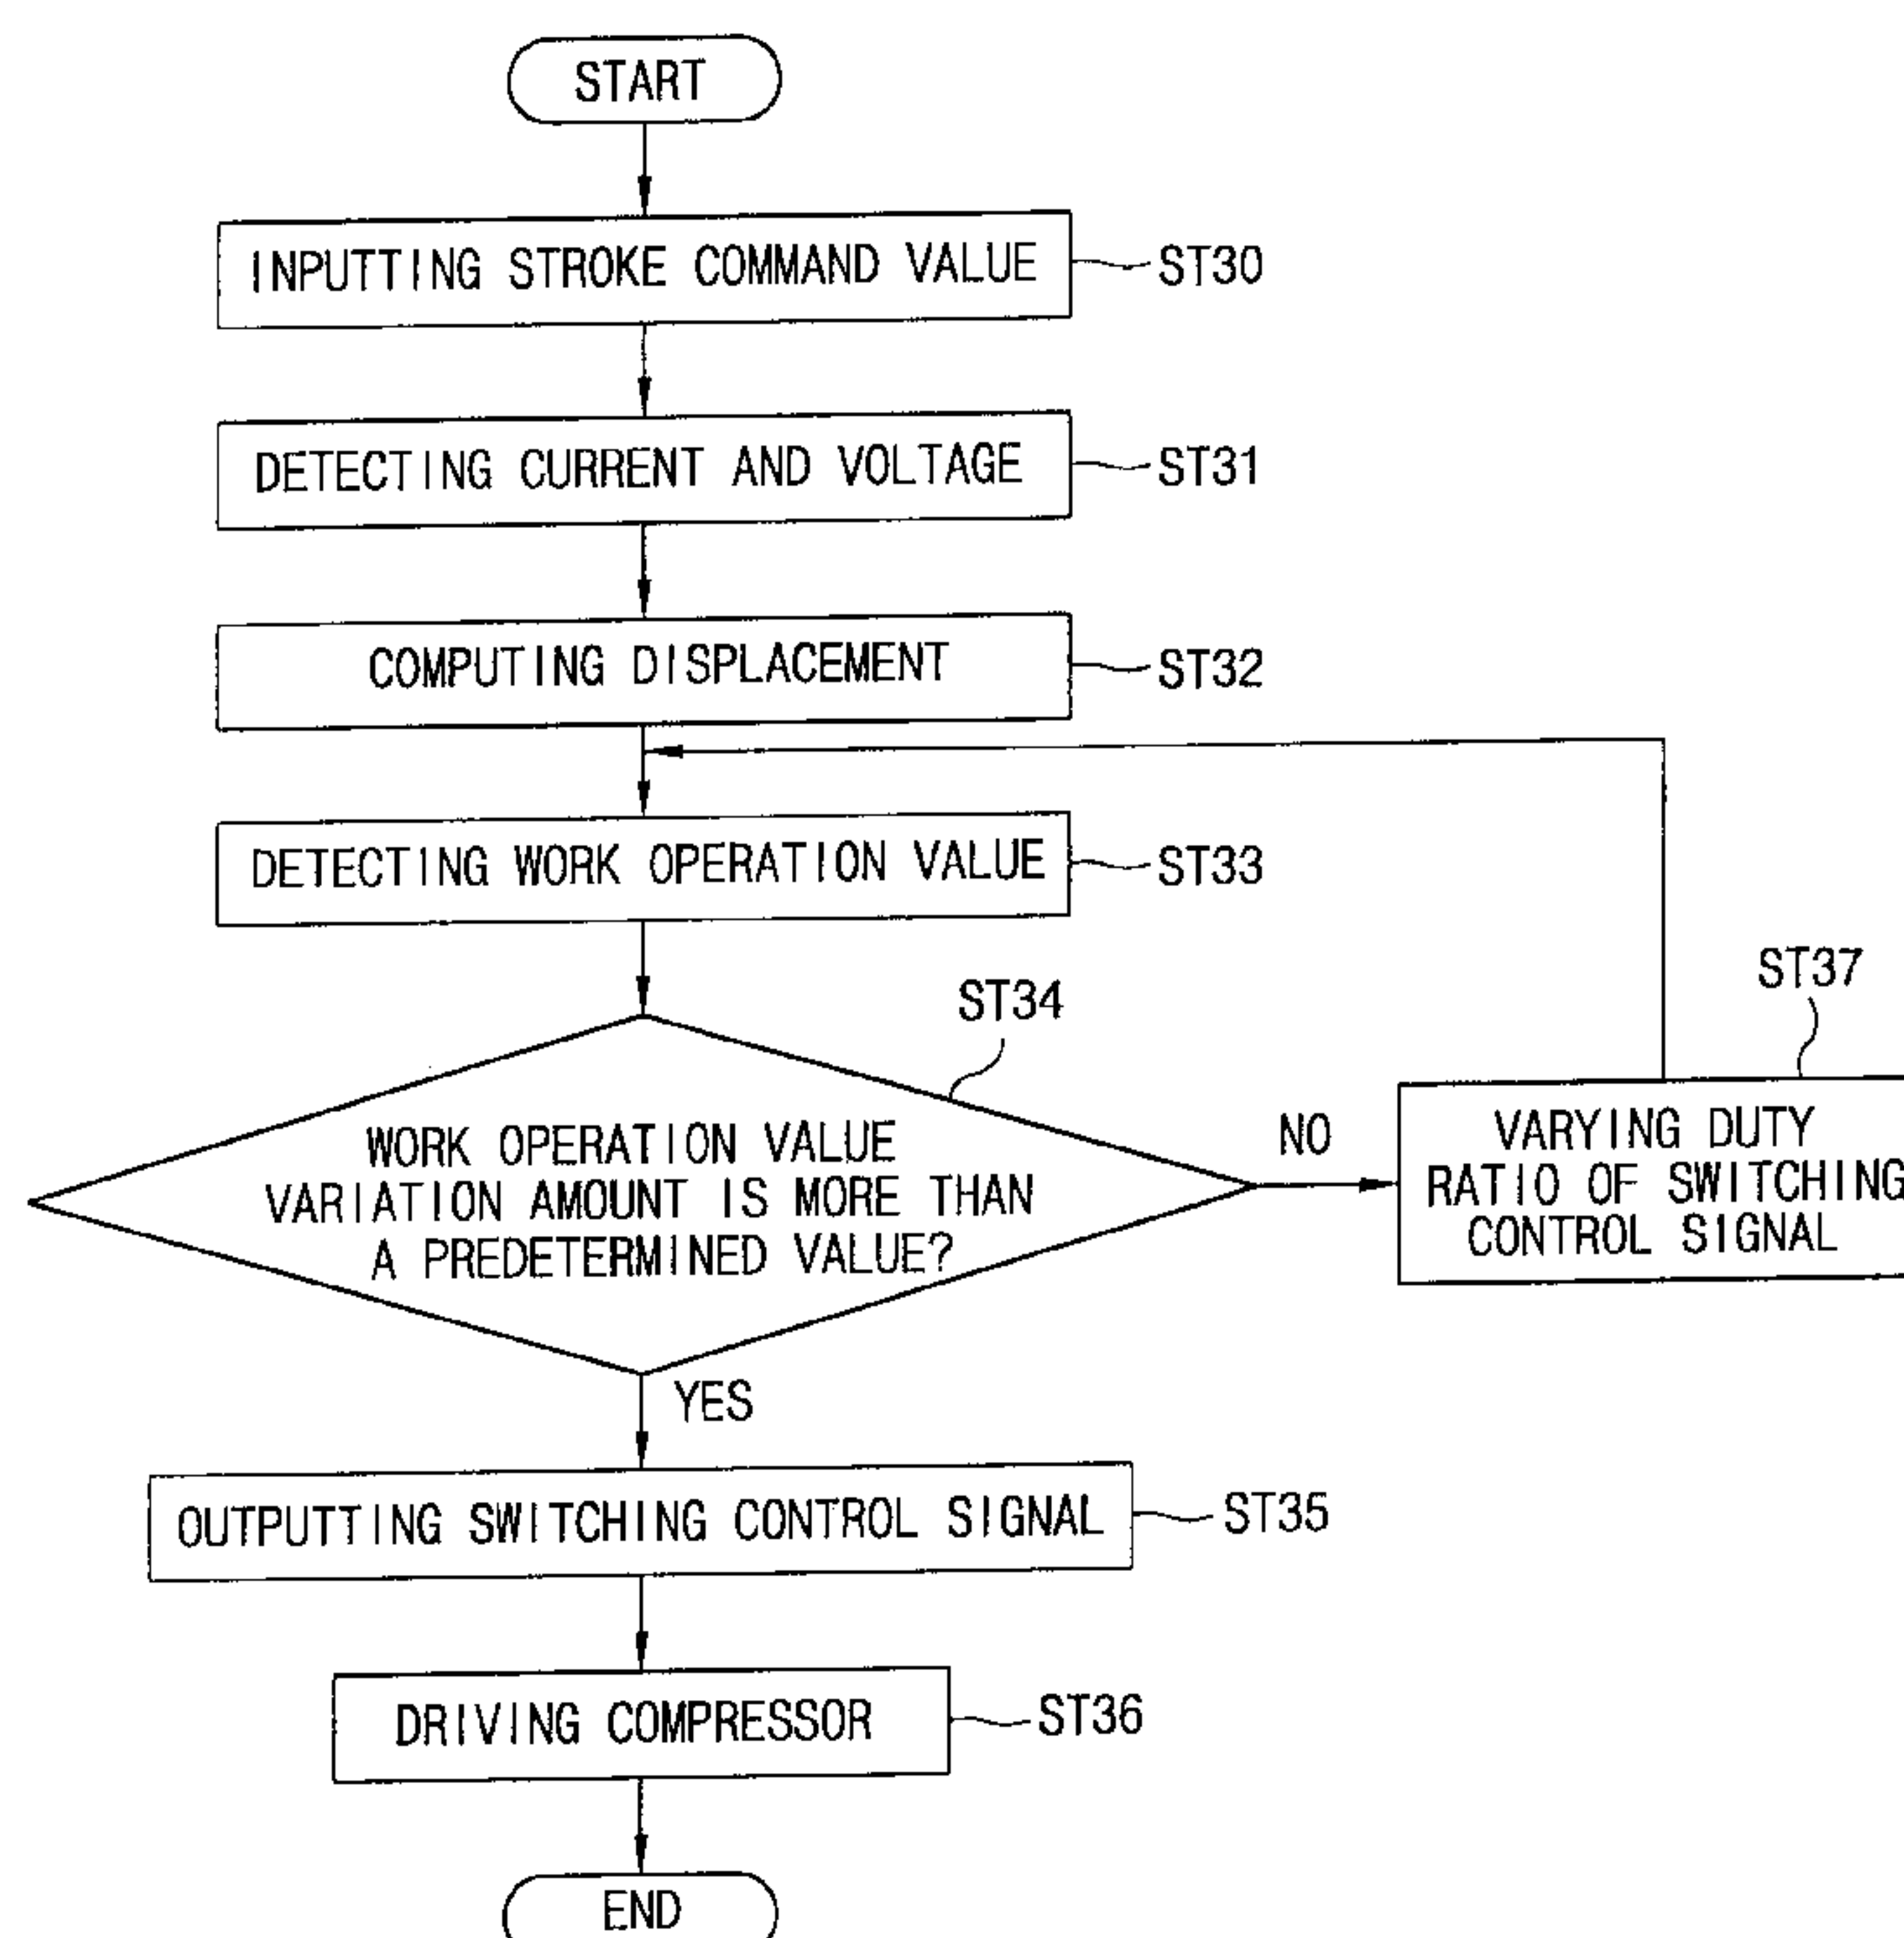 START
INPUTTING STROKE COMMAND VALUE
ST30
DETECTING CURRENT AND VOLTAGE
ST31
COMPUTING DISPLACEMENT
ST32
DETECTING WORK OPERATION VALUE
ST33
ST34
WORK OPERATION VALUE
VARIATION AMOUNT IS MORE THAN
A PREDETERMINED VALUE?
NO
ST37
VARYING DUTY
RATIO OF SWITCHING
CONTROL SIGNAL
YES
OUTPUTTING SWITCHING CONTROL SIGNAL
ST35
DRIVING COMPRESSOR
ST36
END